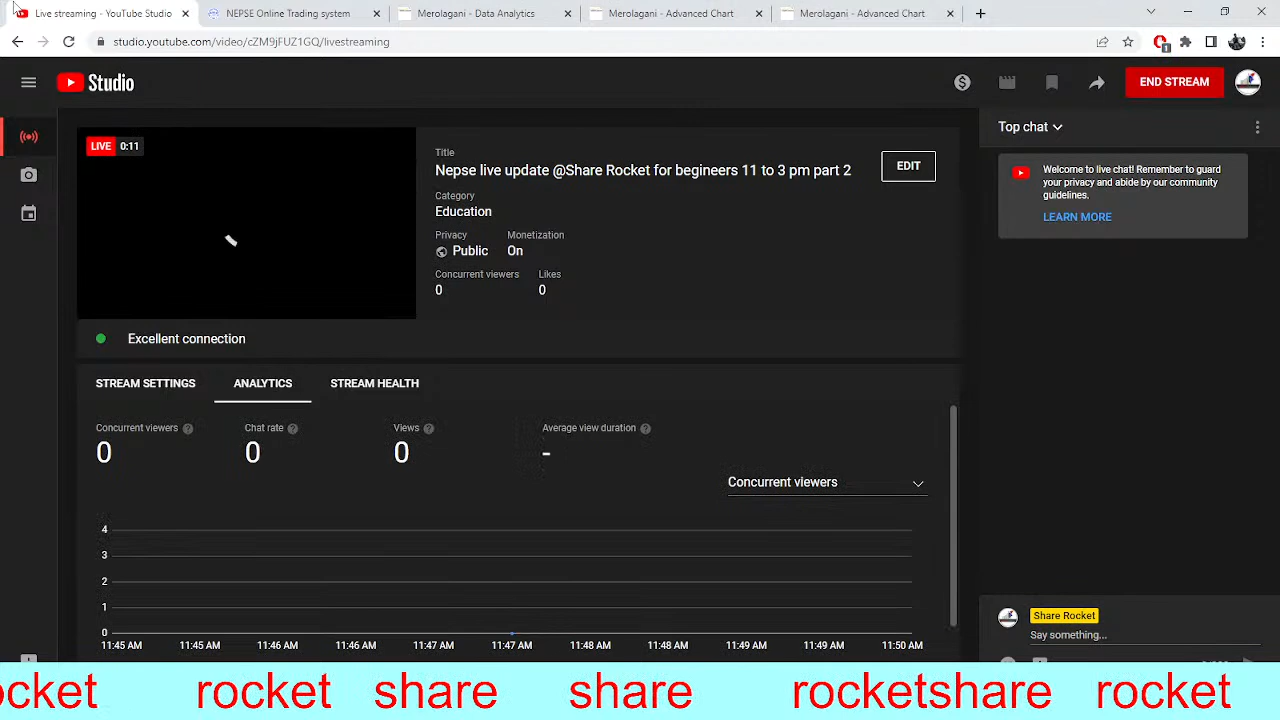 Live streaming - YouTube Studio
NEPSE Online Trading system
Merolagani - Data Analytics
Merolagani - Advanced Chart
Merolagani - Advanced Chart
studio.youtube.com/video/cZM9jFUZ1GQ/livestreaming
1
Studio
END STREAM
LIVE 0:11
Title
Nepse live update @Share Rocket for begineers 11 to 3 pm part 2
EDIT
Category
Education
Privacy Monetization
Public On
Concurrent viewers Likes
0 0
Excellent connection
STREAM SETTINGS ANALYTICS STREAM HEALTH
Concurrent viewers Chat rate Views Average view duration
0 0 0 -
Concurrent viewers
4
3
2
1
0
11:45 AM 11:45 AM 11:46 AM 11:46 AM 11:47 AM 11:47 AM 11:48 AM 11:48 AM 11:49 AM 11:49 AM 11:50 AM
Top chat
Welcome to live chat! Remember to guard
your privacy and abide by our community
guidelines.
LEARN MORE
Share Rocket
Say something...
ocket rocket share share rocketshare rocket